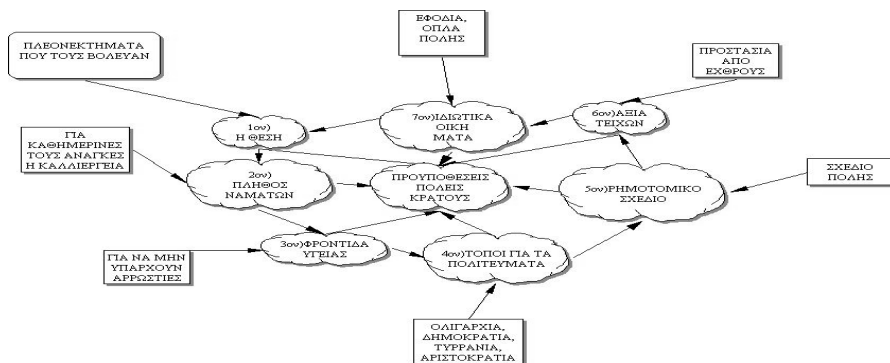 ΕΦΟΔΙΑ,
ΟΠΛΑ
ΠΟΛΗΣ
ΠΛΕΟΝΕΚΤΗΜΑΤΑ
ΠΟΥ ΤΟΥΣ ΒΟΛΕΥΑΝ
ΠΡΟΣΤΑΣΙΑ
ΑΠΟ
ΕΧΘΡΟΥΣ
1ον)
Η ΘΕΣΗ
7ον)ΙΔΙΩΤΙΚΑ
ΟΙΚΗ
ΜΑΤΑ
6ον)ΑΞΙΑ
ΤΕΙΧΩΝ
ΓΙΑ
ΚΑΘΗΜΕΡΙΝΕΣ
ΤΟΥΣ ΑΝΑΓΚΕΣ
Η ΚΑΛΛΙΕΡΓΕΙΑ
2ον)
ΠΛΗΘΟΣ
ΝΑΜΑΤΩΝ
ΠΡΟΥΠΟΘΕΣΕΙΣ
ΠΟΛΕΙΣ
ΚΡΑΤΟΥΣ
5ον)ΡΗΜΟΤΟΜΙΚΟ
ΣΧΕΔΙΟ
ΣΧΕΔΙΟ
ΠΟΛΗΣ
3ον)ΦΡΟΝΤΙΔΑ
ΥΓΕΙΑΣ
4ον)ΤΟΠΟΙ ΓΙΑ ΤΑ
ΠΟΛΙΤΕΥΜΑΤΑ
ΓΙΑ ΝΑ ΜΗΝ
ΥΠΑΡΧΟΥΝ
ΑΡΡΩΣΤΙΕΣ
ΟΛΙΓΑΡΧΙΑ,
ΔΗΜΟΚΡΑΤΙΑ,
ΤΥΡΡΑΝΙΑ,
ΑΡΙΣΤΟΚΡΑΤΙΑ